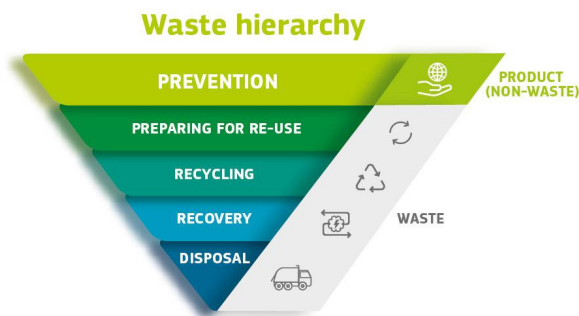 Waste hierarchy
PREVENTION
PRODUCT
(NON-WASTE)
PREPARING FOR RE-USE
RECYCLING
RECOVERY
WASTE
DISPOSAL